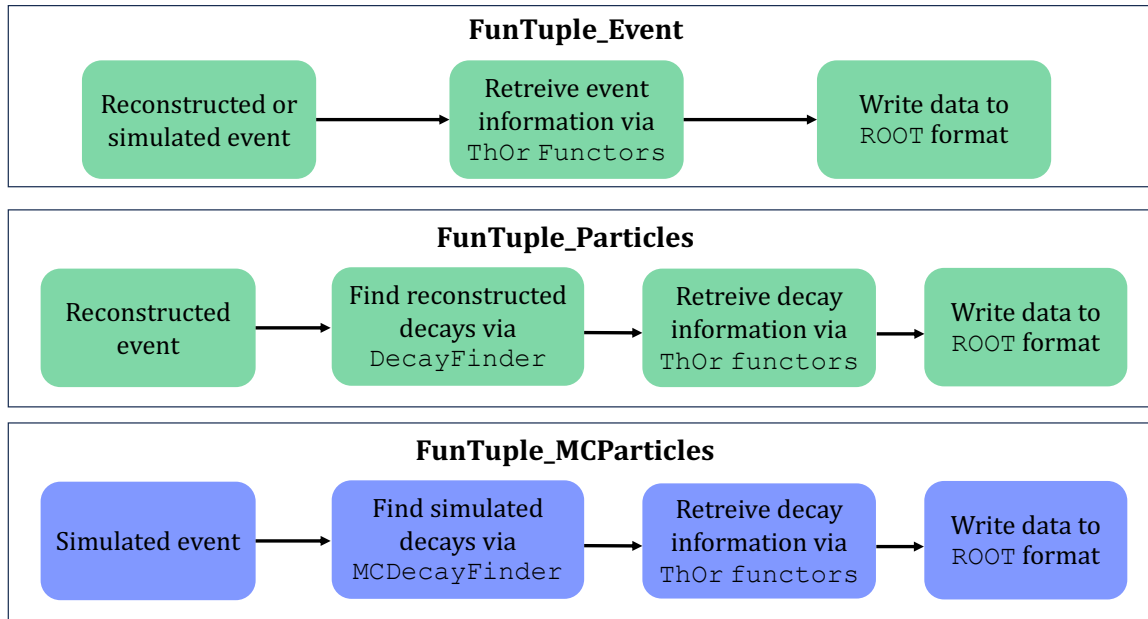 FunTuple_Event
Reconstructed or
simulated event
Retreive event
information via
ThOr Functors
Write data to
ROOT format
FunTuple_Particles
Reconstructed
event
Find reconstructed
decays via
DecayFinder
Retreive decay
information via
ThOr functors
Write data to
ROOT format
FunTuple_MCParticles
Simulated event
Find simulated
decays via
MCDecayFinder
Retreive decay
information via
ThOr functors
Write data to
ROOT format